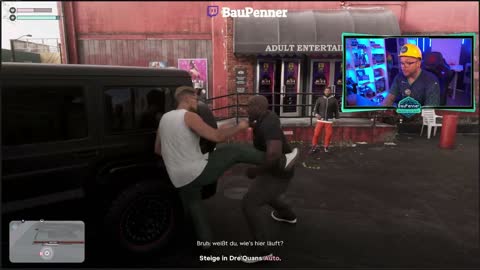 BauPenner
ADULT ENTERTAI
BauPenner
Bruh, weißt du, wie's hier läuft?
Steige in Dre'Quans Auto.